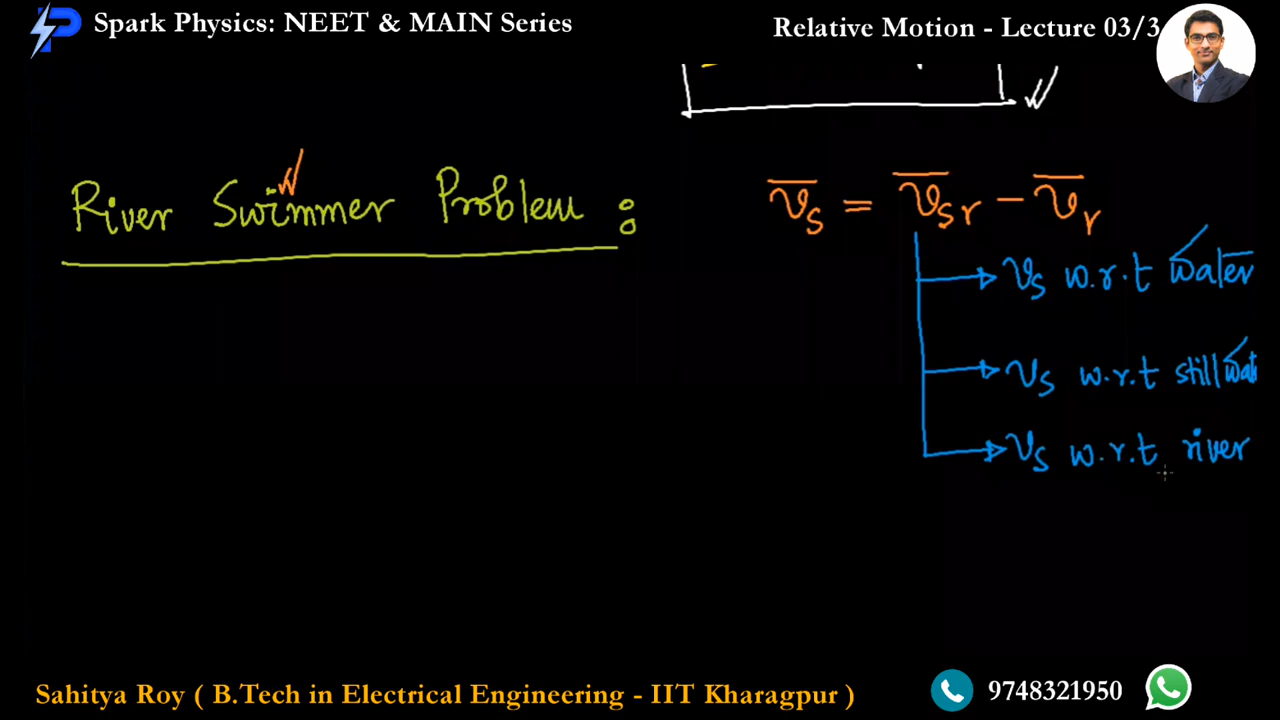 Spark Physics: NEET & MAIN Series
Relative Motion - Lecture 03/3
River Swimmer Problem :
v̅s = v̅sr - v̅r
vs w.r.t water
vs w.r.t still wat
vs w.r.t river
Sahitya Roy ( B.Tech in Electrical Engineering - IIT Kharagpur )
9748321950